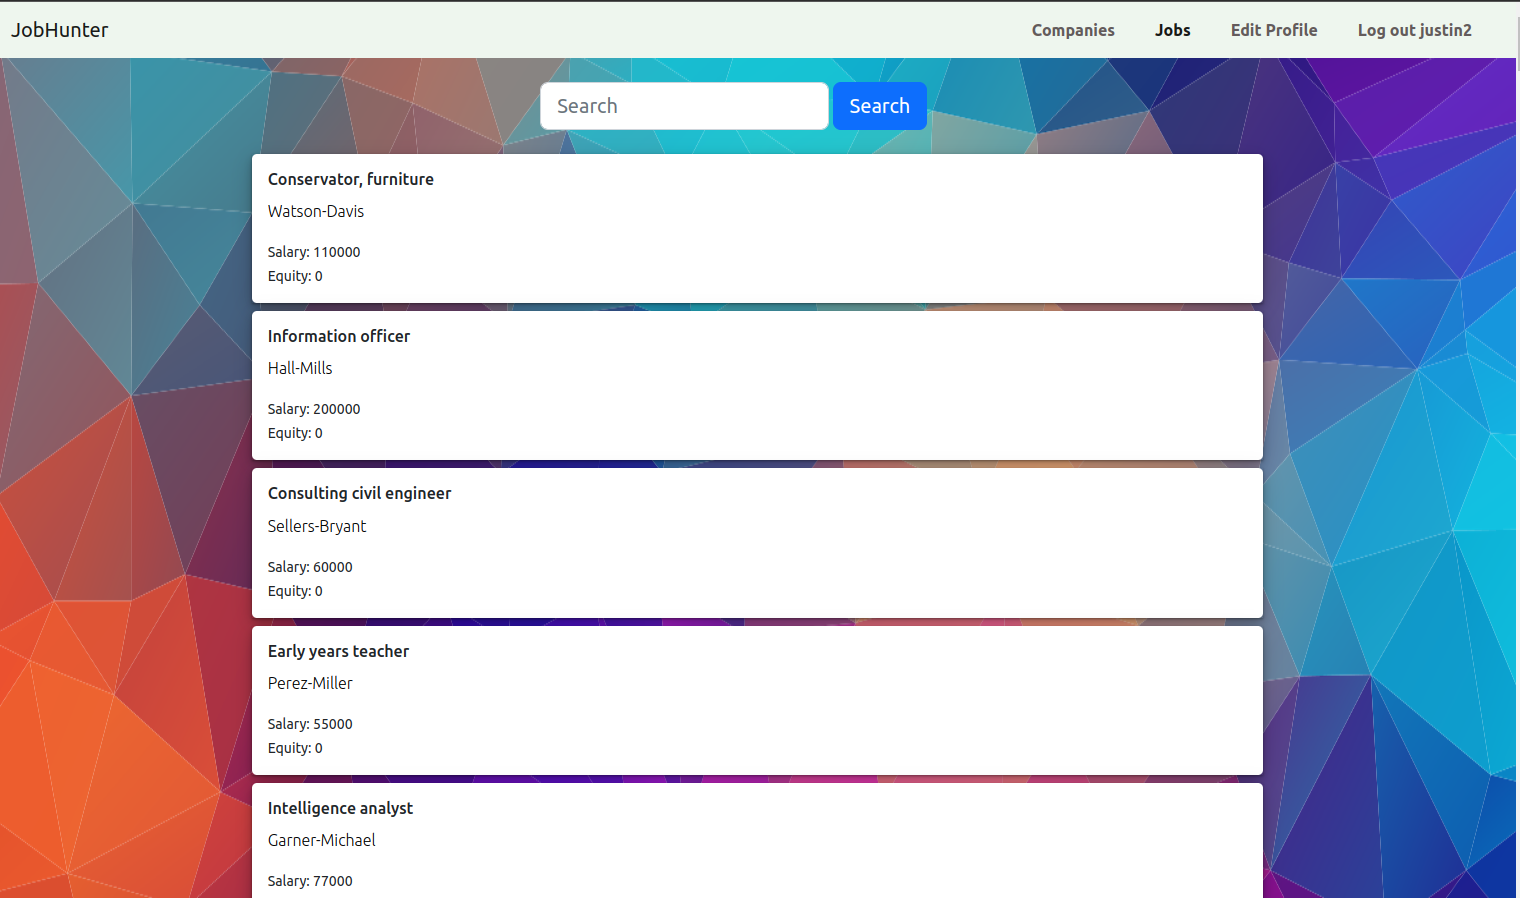 JobHunter Companies Jobs Edit Profile Log out justin2
Search Search
Conservator, furniture
Watson-Davis
Salary: 110000
Equity: 0
Information officer
Hall-Mills
Salary: 200000
Equity: 0
Consulting civil engineer
Sellers-Bryant
Salary: 60000
Equity: 0
Early years teacher
Perez-Miller
Salary: 55000
Equity: 0
Intelligence analyst
Garner-Michael
Salary: 77000